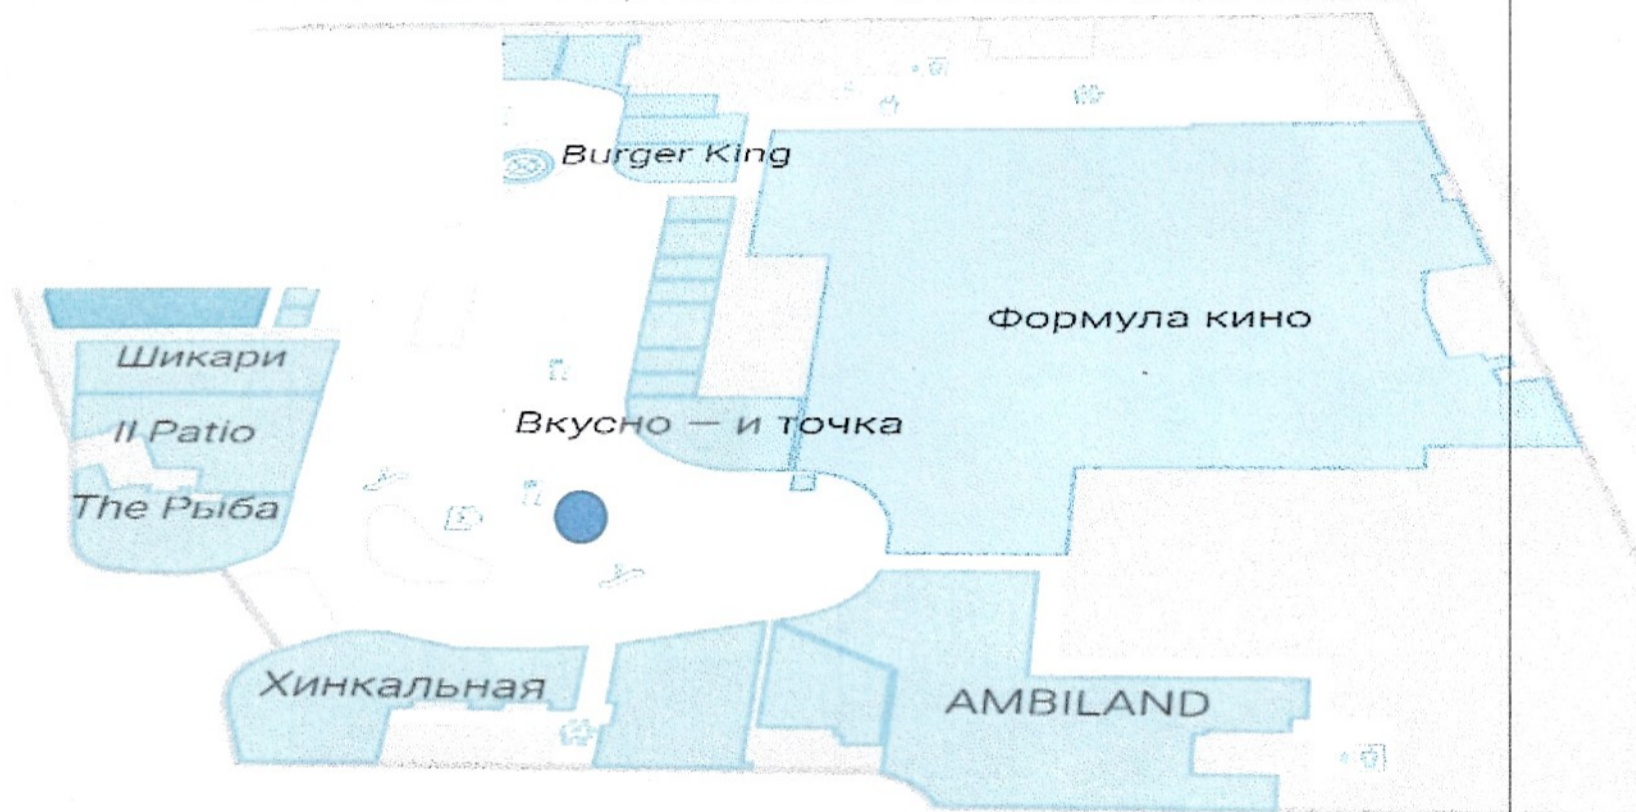 Burger King
Формула кино
Шикари
Il Patio
Вкусно — и точка
The Рыба
Хинкальная
AMBILAND